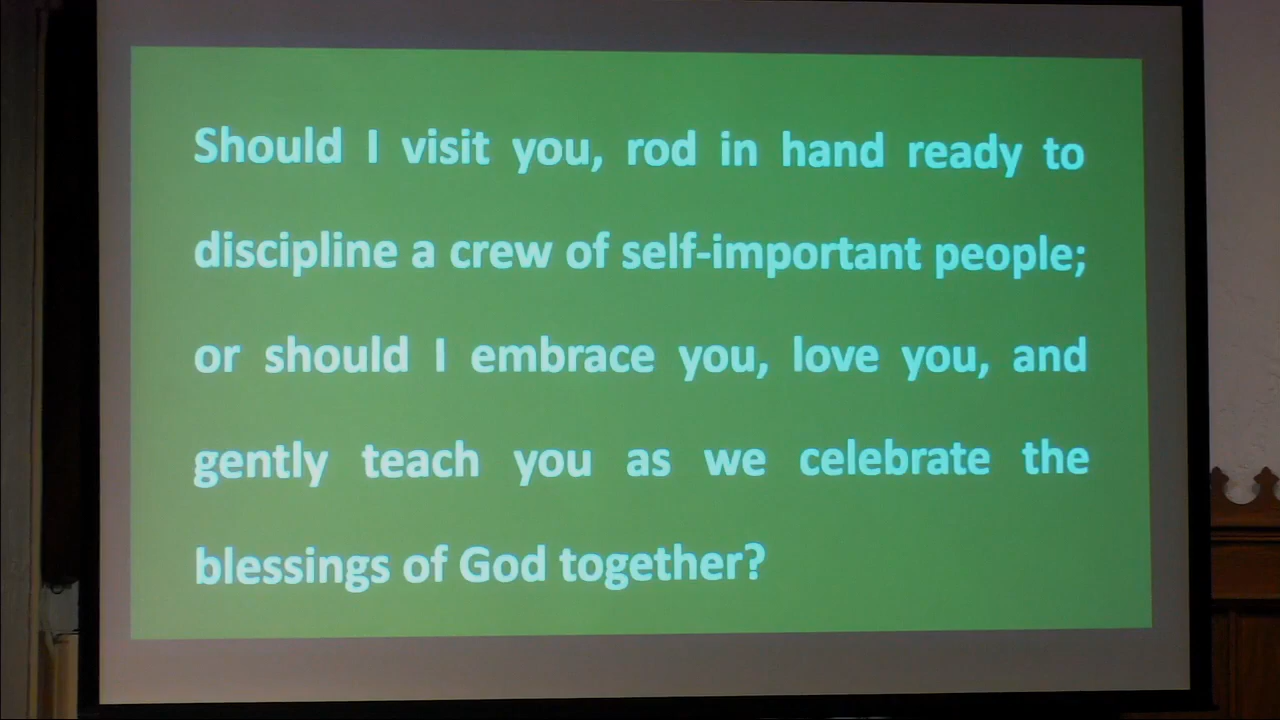 Should I visit you, rod in hand ready to
discipline a crew of self-important people;
or should I embrace you, love you, and
gently teach you as we celebrate the
blessings of God together?